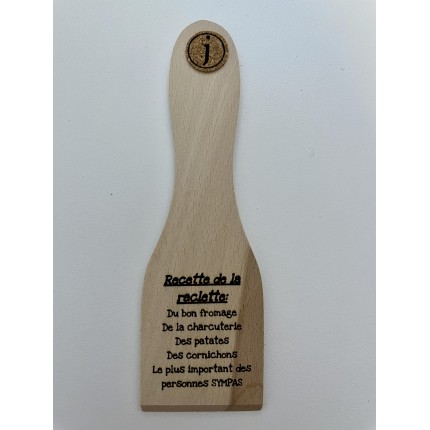 j
Recette de la
raclette:
Du bon fromage
De la charcuterie
Des patates
Des cornichons
Le plus important des
personnes SYMPAS